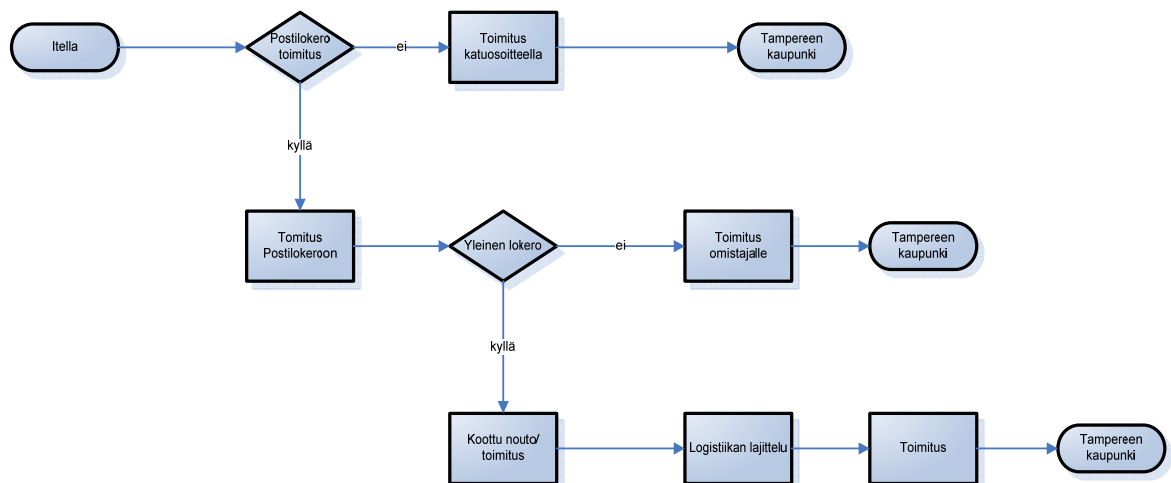 Itella
Postilokero
toimitus
ei
Toimitus
katuosoitteella
Tampereen
kaupunki
kyllä
Tomitus
Postilokeroon
Yleinen lokero
ei
Toimitus
omistajalle
Tampereen
kaupunki
kyllä
Koottu nouto/
toimitus
Logistiikan lajittelu
Toimitus
Tampereen
kaupunki